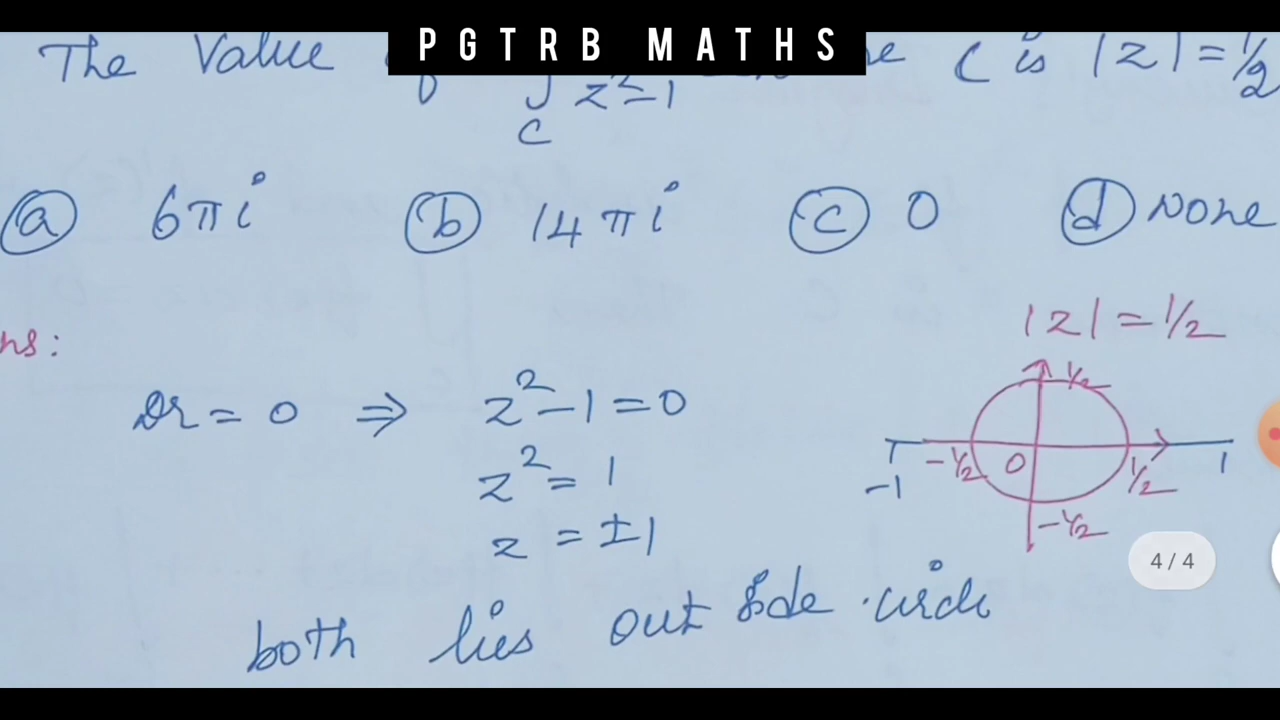 PGTRB MATHS
The Value C is |z| = 1/2
∫ z²-1
C
(a) 6πi (b) 14πi (c) 0 (d) None
|z| = 1/2
ns:
Dr = 0 ⇒ z²-1 = 0
z² = 1
z = ±1
1/2
-1 -1/2 0 1/2 1
-1/2
4/4
both lies out side circle